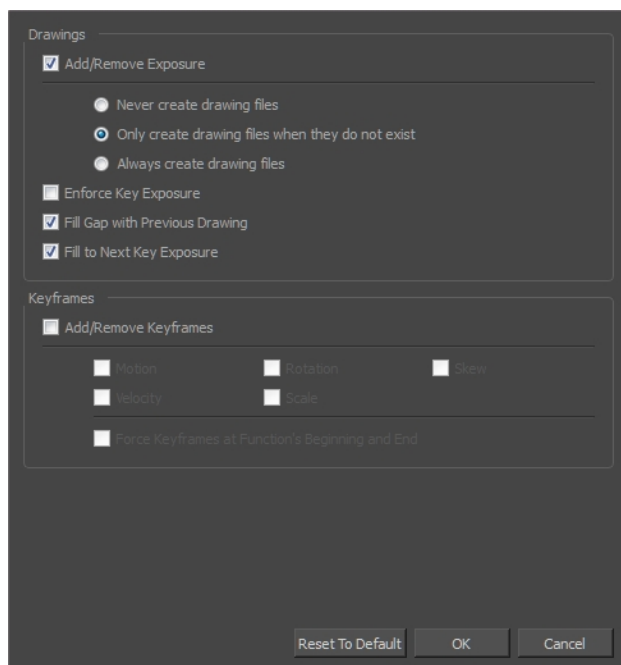 Drawings
Add/Remove Exposure
Never create drawing files
Only create drawing files when they do not exist
Always create drawing files
Enforce Key Exposure
Fill Gap with Previous Drawing
Fill to Next Key Exposure
Keyframes
Add/Remove Keyframes
Motion Rotation Skew
Velocity Scale
Force Keyframes at Function's Beginning and End
Reset To Default OK Cancel